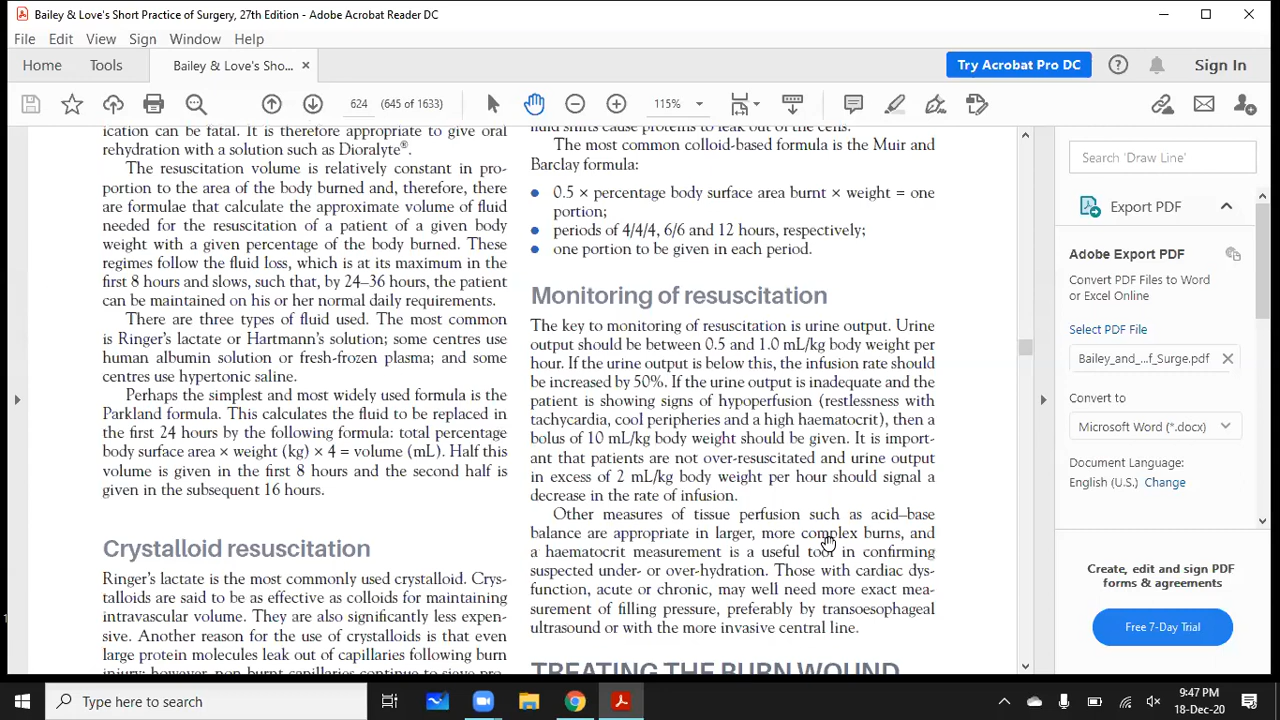 Bailey & Love's Short Practice of Surgery, 27th Edition - Adobe Acrobat Reader DC
File Edit View Sign Window Help
Home Tools Bailey & Love's Sho... × Try Acrobat Pro DC Sign In
624 (645 of 1633) 115%
ication can be fatal. It is therefore appropriate to give oral
rehydration with a solution such as Dioralyte®.
The resuscitation volume is relatively constant in pro-
portion to the area of the body burned and, therefore, there
are formulae that calculate the approximate volume of fluid
needed for the resuscitation of a patient of a given body
weight with a given percentage of the body burned. These
regimes follow the fluid loss, which is at its maximum in the
first 8 hours and slows, such that, by 24–36 hours, the patient
can be maintained on his or her normal daily requirements.
There are three types of fluid used. The most common
is Ringer's lactate or Hartmann's solution; some centres use
human albumin solution or fresh-frozen plasma; and some
centres use hypertonic saline.
Perhaps the simplest and most widely used formula is the
Parkland formula. This calculates the fluid to be replaced in
the first 24 hours by the following formula: total percentage
body surface area × weight (kg) × 4 = volume (mL). Half this
volume is given in the first 8 hours and the second half is
given in the subsequent 16 hours.
Crystalloid resuscitation
Ringer's lactate is the most commonly used crystalloid. Crys-
talloids are said to be as effective as colloids for maintaining
intravascular volume. They are also significantly less expen-
sive. Another reason for the use of crystalloids is that even
large protein molecules leak out of capillaries following burn
injury; however, non-burnt capillaries continue to sieve pro-
fluid shifts cause proteins to leak out of the cells.
The most common colloid-based formula is the Muir and
Barclay formula:
● 0.5 × percentage body surface area burnt × weight = one
portion;
● periods of 4/4/4, 6/6 and 12 hours, respectively;
● one portion to be given in each period.
Monitoring of resuscitation
The key to monitoring of resuscitation is urine output. Urine
output should be between 0.5 and 1.0 mL/kg body weight per
hour. If the urine output is below this, the infusion rate should
be increased by 50%. If the urine output is inadequate and the
patient is showing signs of hypoperfusion (restlessness with
tachycardia, cool peripheries and a high haematocrit), then a
bolus of 10 mL/kg body weight should be given. It is import-
ant that patients are not over-resuscitated and urine output
in excess of 2 mL/kg body weight per hour should signal a
decrease in the rate of infusion.
Other measures of tissue perfusion such as acid–base
balance are appropriate in larger, more complex burns, and
a haematocrit measurement is a useful tool in confirming
suspected under- or over-hydration. Those with cardiac dys-
function, acute or chronic, may well need more exact mea-
surement of filling pressure, preferably by transoesophageal
ultrasound or with the more invasive central line.
TREATING THE BURN WOUND
Search 'Draw Line'
Export PDF
Adobe Export PDF
Convert PDF Files to Word
or Excel Online
Select PDF File
Bailey_and_...f_Surge.pdf ×
Convert to
Microsoft Word (*.docx)
Document Language:
English (U.S.) Change
Create, edit and sign PDF
forms & agreements
Free 7-Day Trial
Type here to search
9:47 PM
18-Dec-20